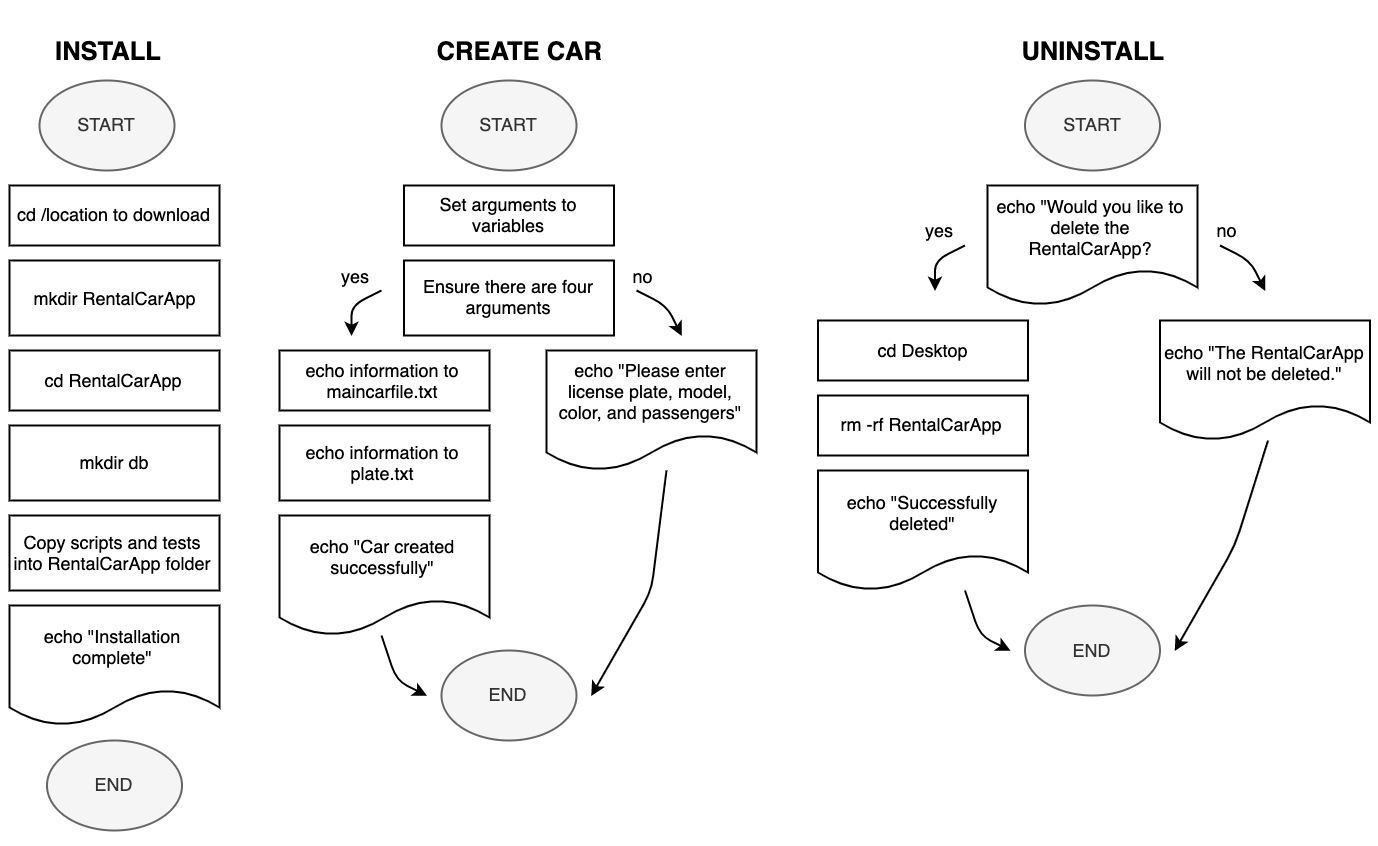 INSTALL
START
cd /location to download
mkdir RentalCarApp
cd RentalCarApp
mkdir db
Copy scripts and tests
into RentalCarApp folder
echo "Installation
complete"
END
CREATE CAR
START
Set arguments to
variables
Ensure there are four
arguments
yes
no
echo information to
maincarfile.txt
echo information to
plate.txt
echo "Car created
successfully"
echo "Please enter
license plate, model,
color, and passengers"
END
UNINSTALL
START
echo "Would you like to
delete the
RentalCarApp?
yes
no
cd Desktop
rm -rf RentalCarApp
echo "Successfully
deleted"
echo "The RentalCarApp
will not be deleted."
END